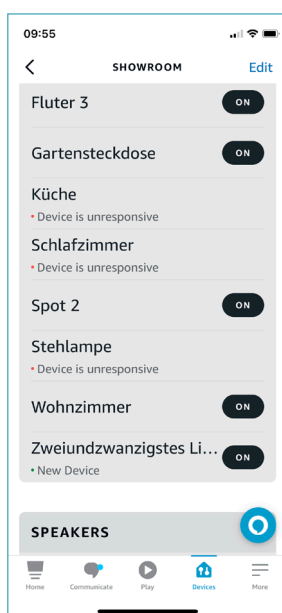 09:55
SHOWROOM
Edit
Fluter 3
ON
Gartensteckdose
ON
Küche
• Device is unresponsive
Schlafzimmer
• Device is unresponsive
Spot 2
ON
Stehlampe
• Device is unresponsive
Wohnzimmer
ON
Zweiundzwanzigstes Li...
ON
• New Device
SPEAKERS
Home
Communicate
Play
Devices
More